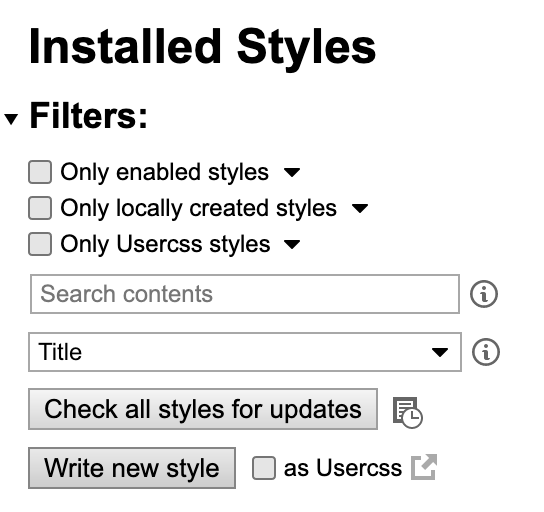 Installed Styles
Filters:
Only enabled styles
Only locally created styles
Only Usercss styles
Search contents
Title
Check all styles for updates
Write new style as Usercss